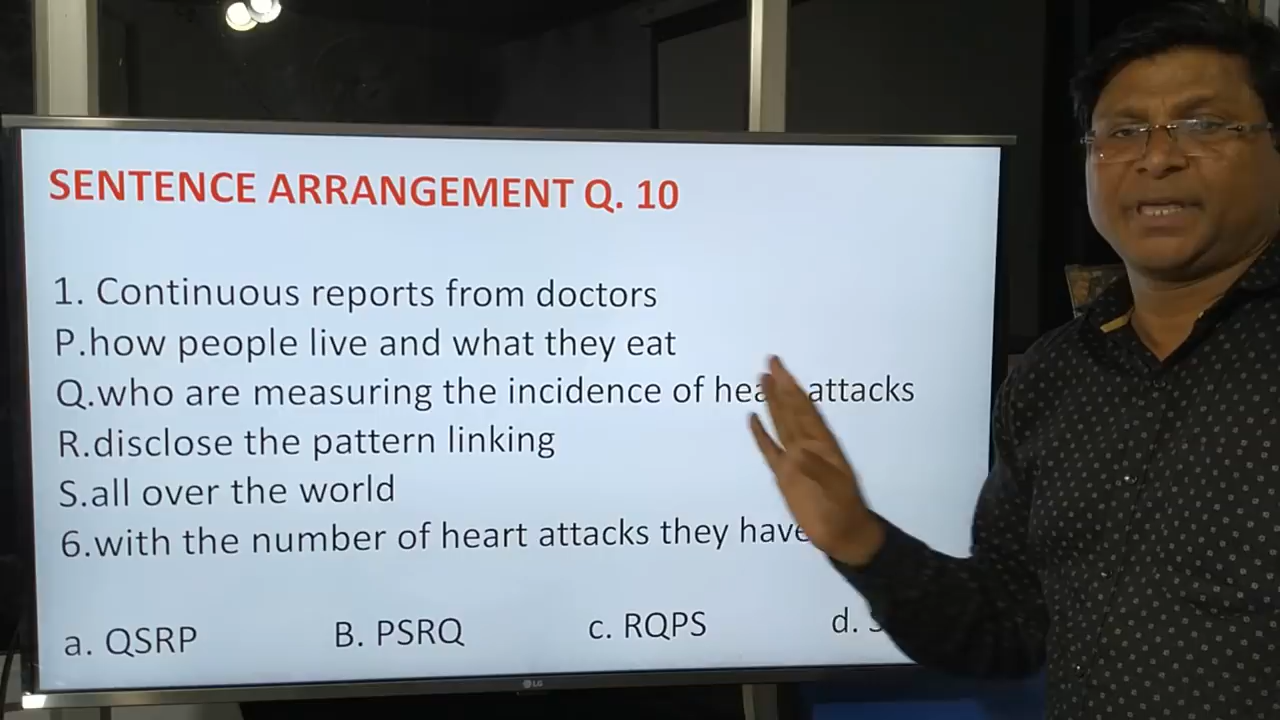 SENTENCE ARRANGEMENT Q. 10
1. Continuous reports from doctors
P.how people live and what they eat
Q.who are measuring the incidence of attacks
R.disclose the pattern linking
S.all over the world
6.with the number of heart attacks they have
a. QSRP B. PSRQ c. RQPS d.
LG